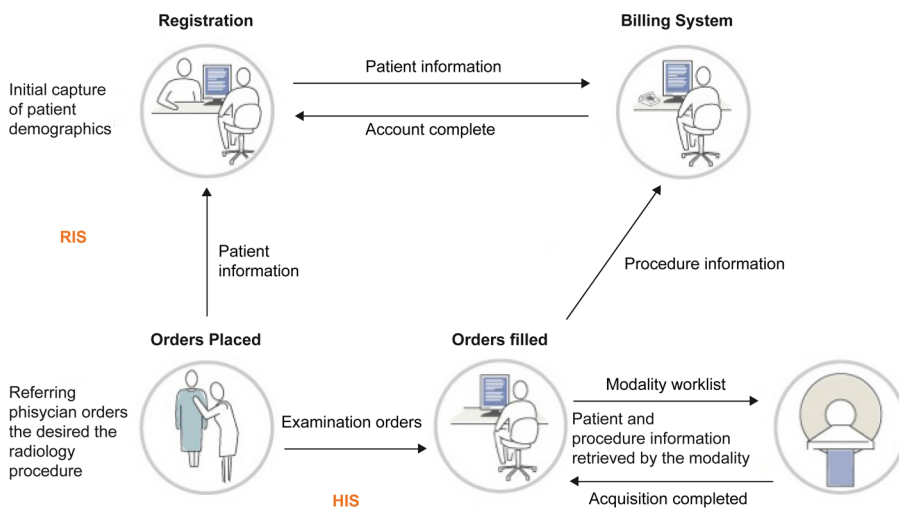 Registration
Billing System
Initial capture
of patient
demographics
Patient information
Account complete
RIS
Patient
information
Procedure information
Orders Placed
Orders filled
Referring
phisycian orders
the desired the
radiology
procedure
Examination orders
Modality worklist
Patient and
procedure information
retrieved by the modality
Acquisition completed
HIS